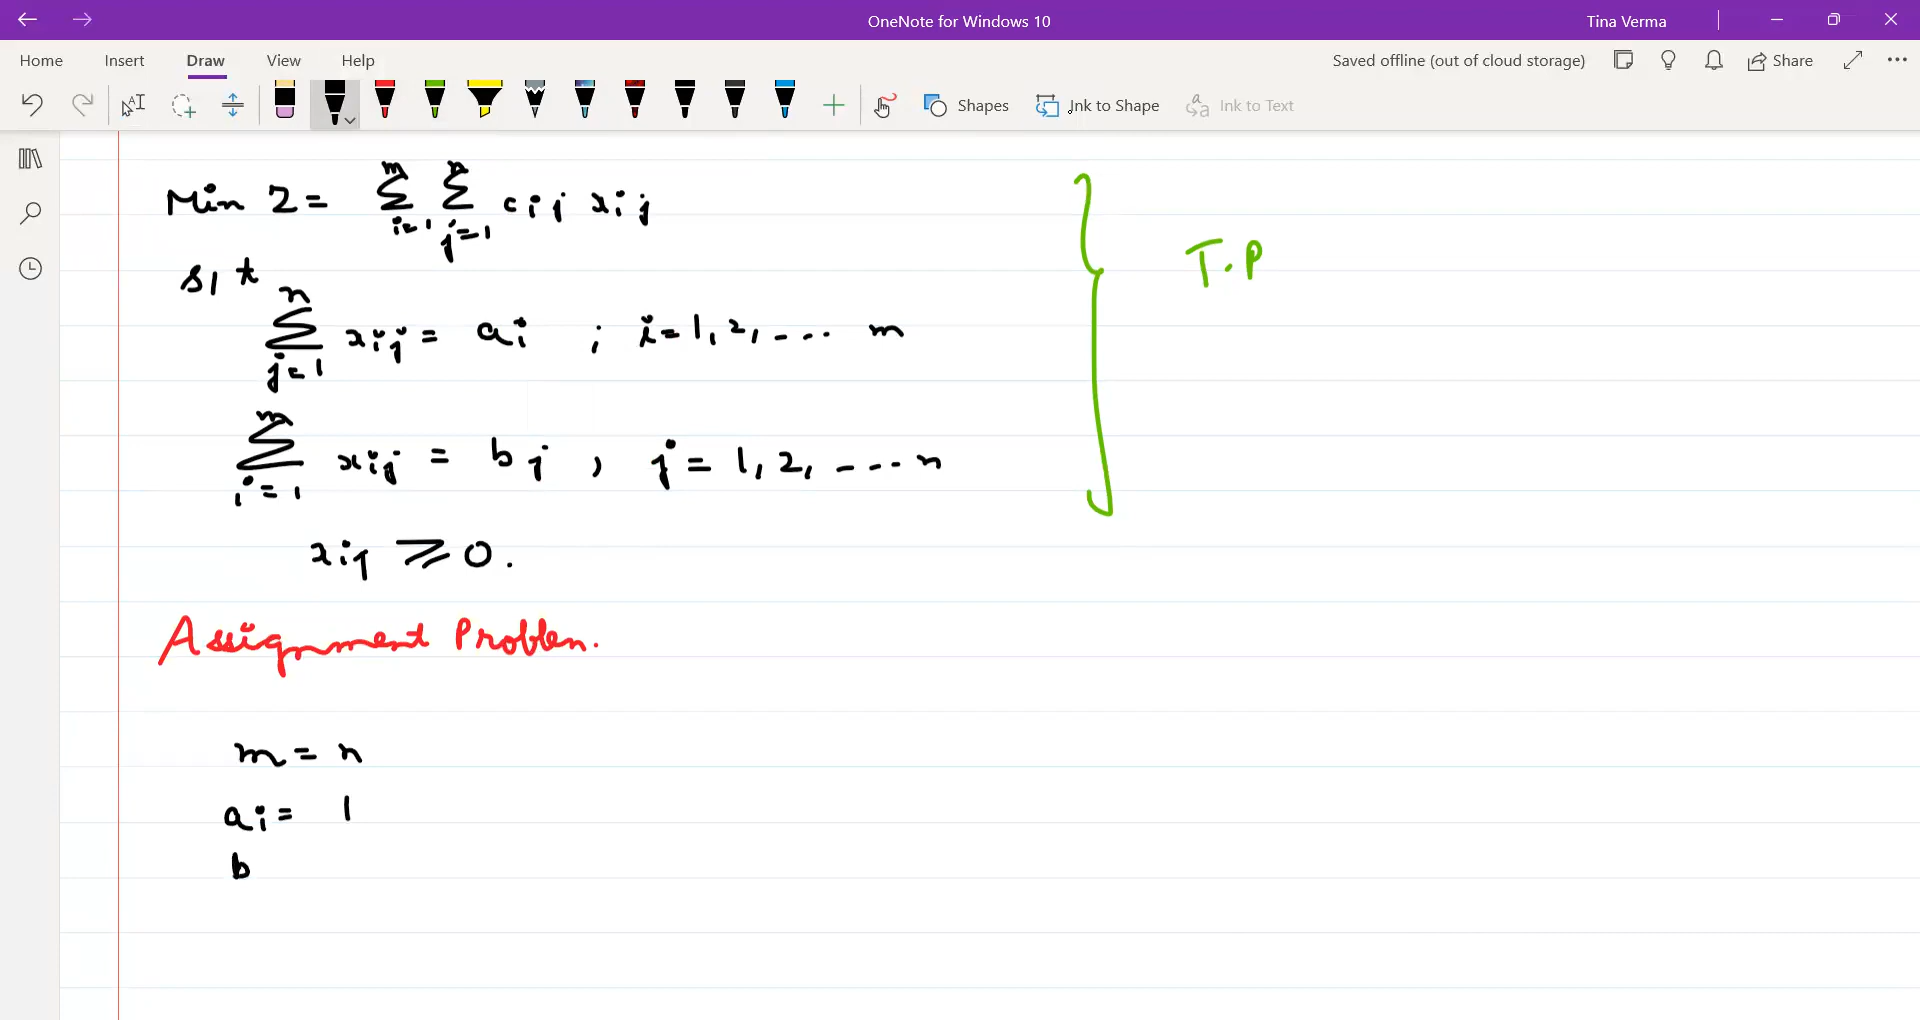 OneNote for Windows 10
Tina Verma
Home Insert Draw View Help
Saved offline (out of cloud storage)
Share
Shapes
Ink to Shape
Ink to Text
Min Z = m∑i=1 n∑j=1 cij xij
s/t
n∑j=1 xij = ai ; i=1,2,--- m
m∑i=1 xij = bj , j=1,2,---- n
xij ≥ 0.
T.P
Assignment Problem.
m = n
ai = 1
b